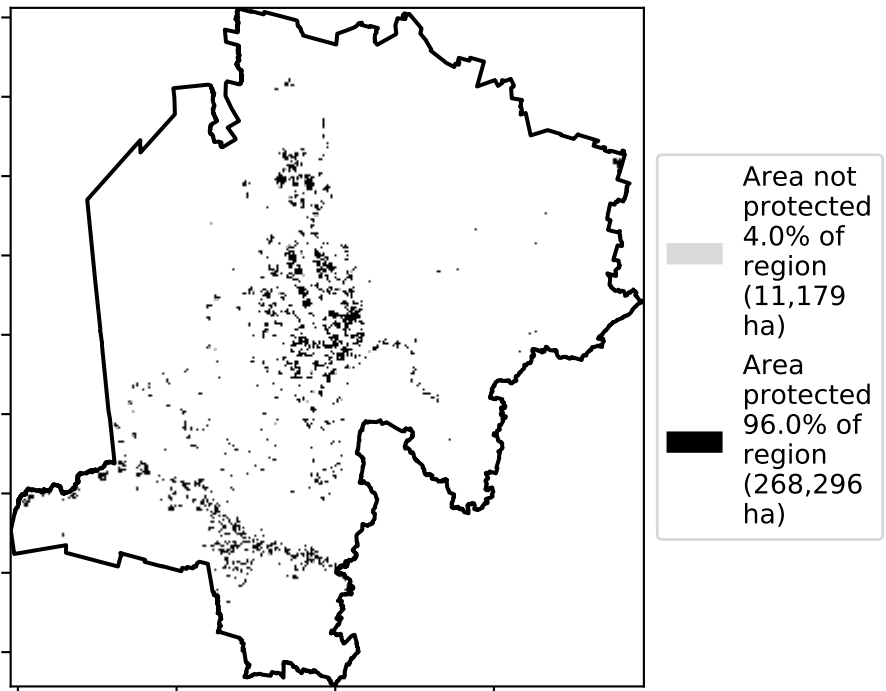 Area not
protected
4.0% of
region
(11,179
ha)
Area
protected
96.0% of
region
(268,296
ha)